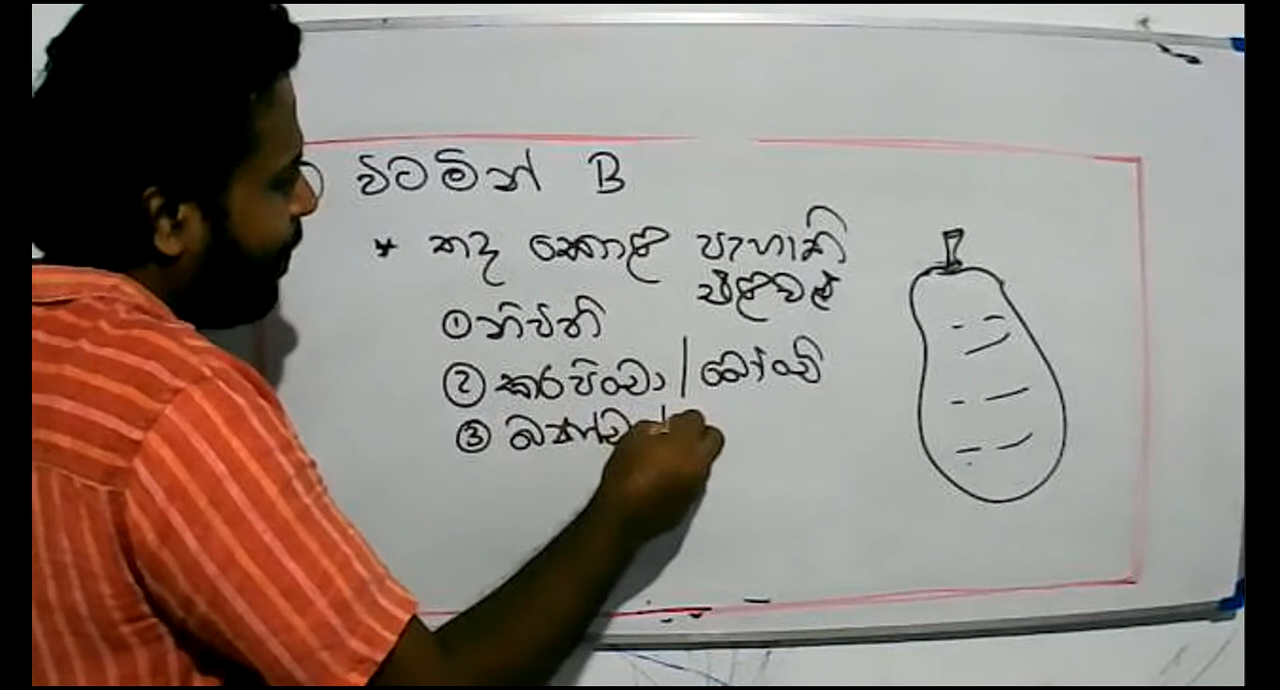 විටමින් B
* තද කොළ පැහැති
එළවළු
① නිවිති
② කරපිංචා / බෝංචි
③